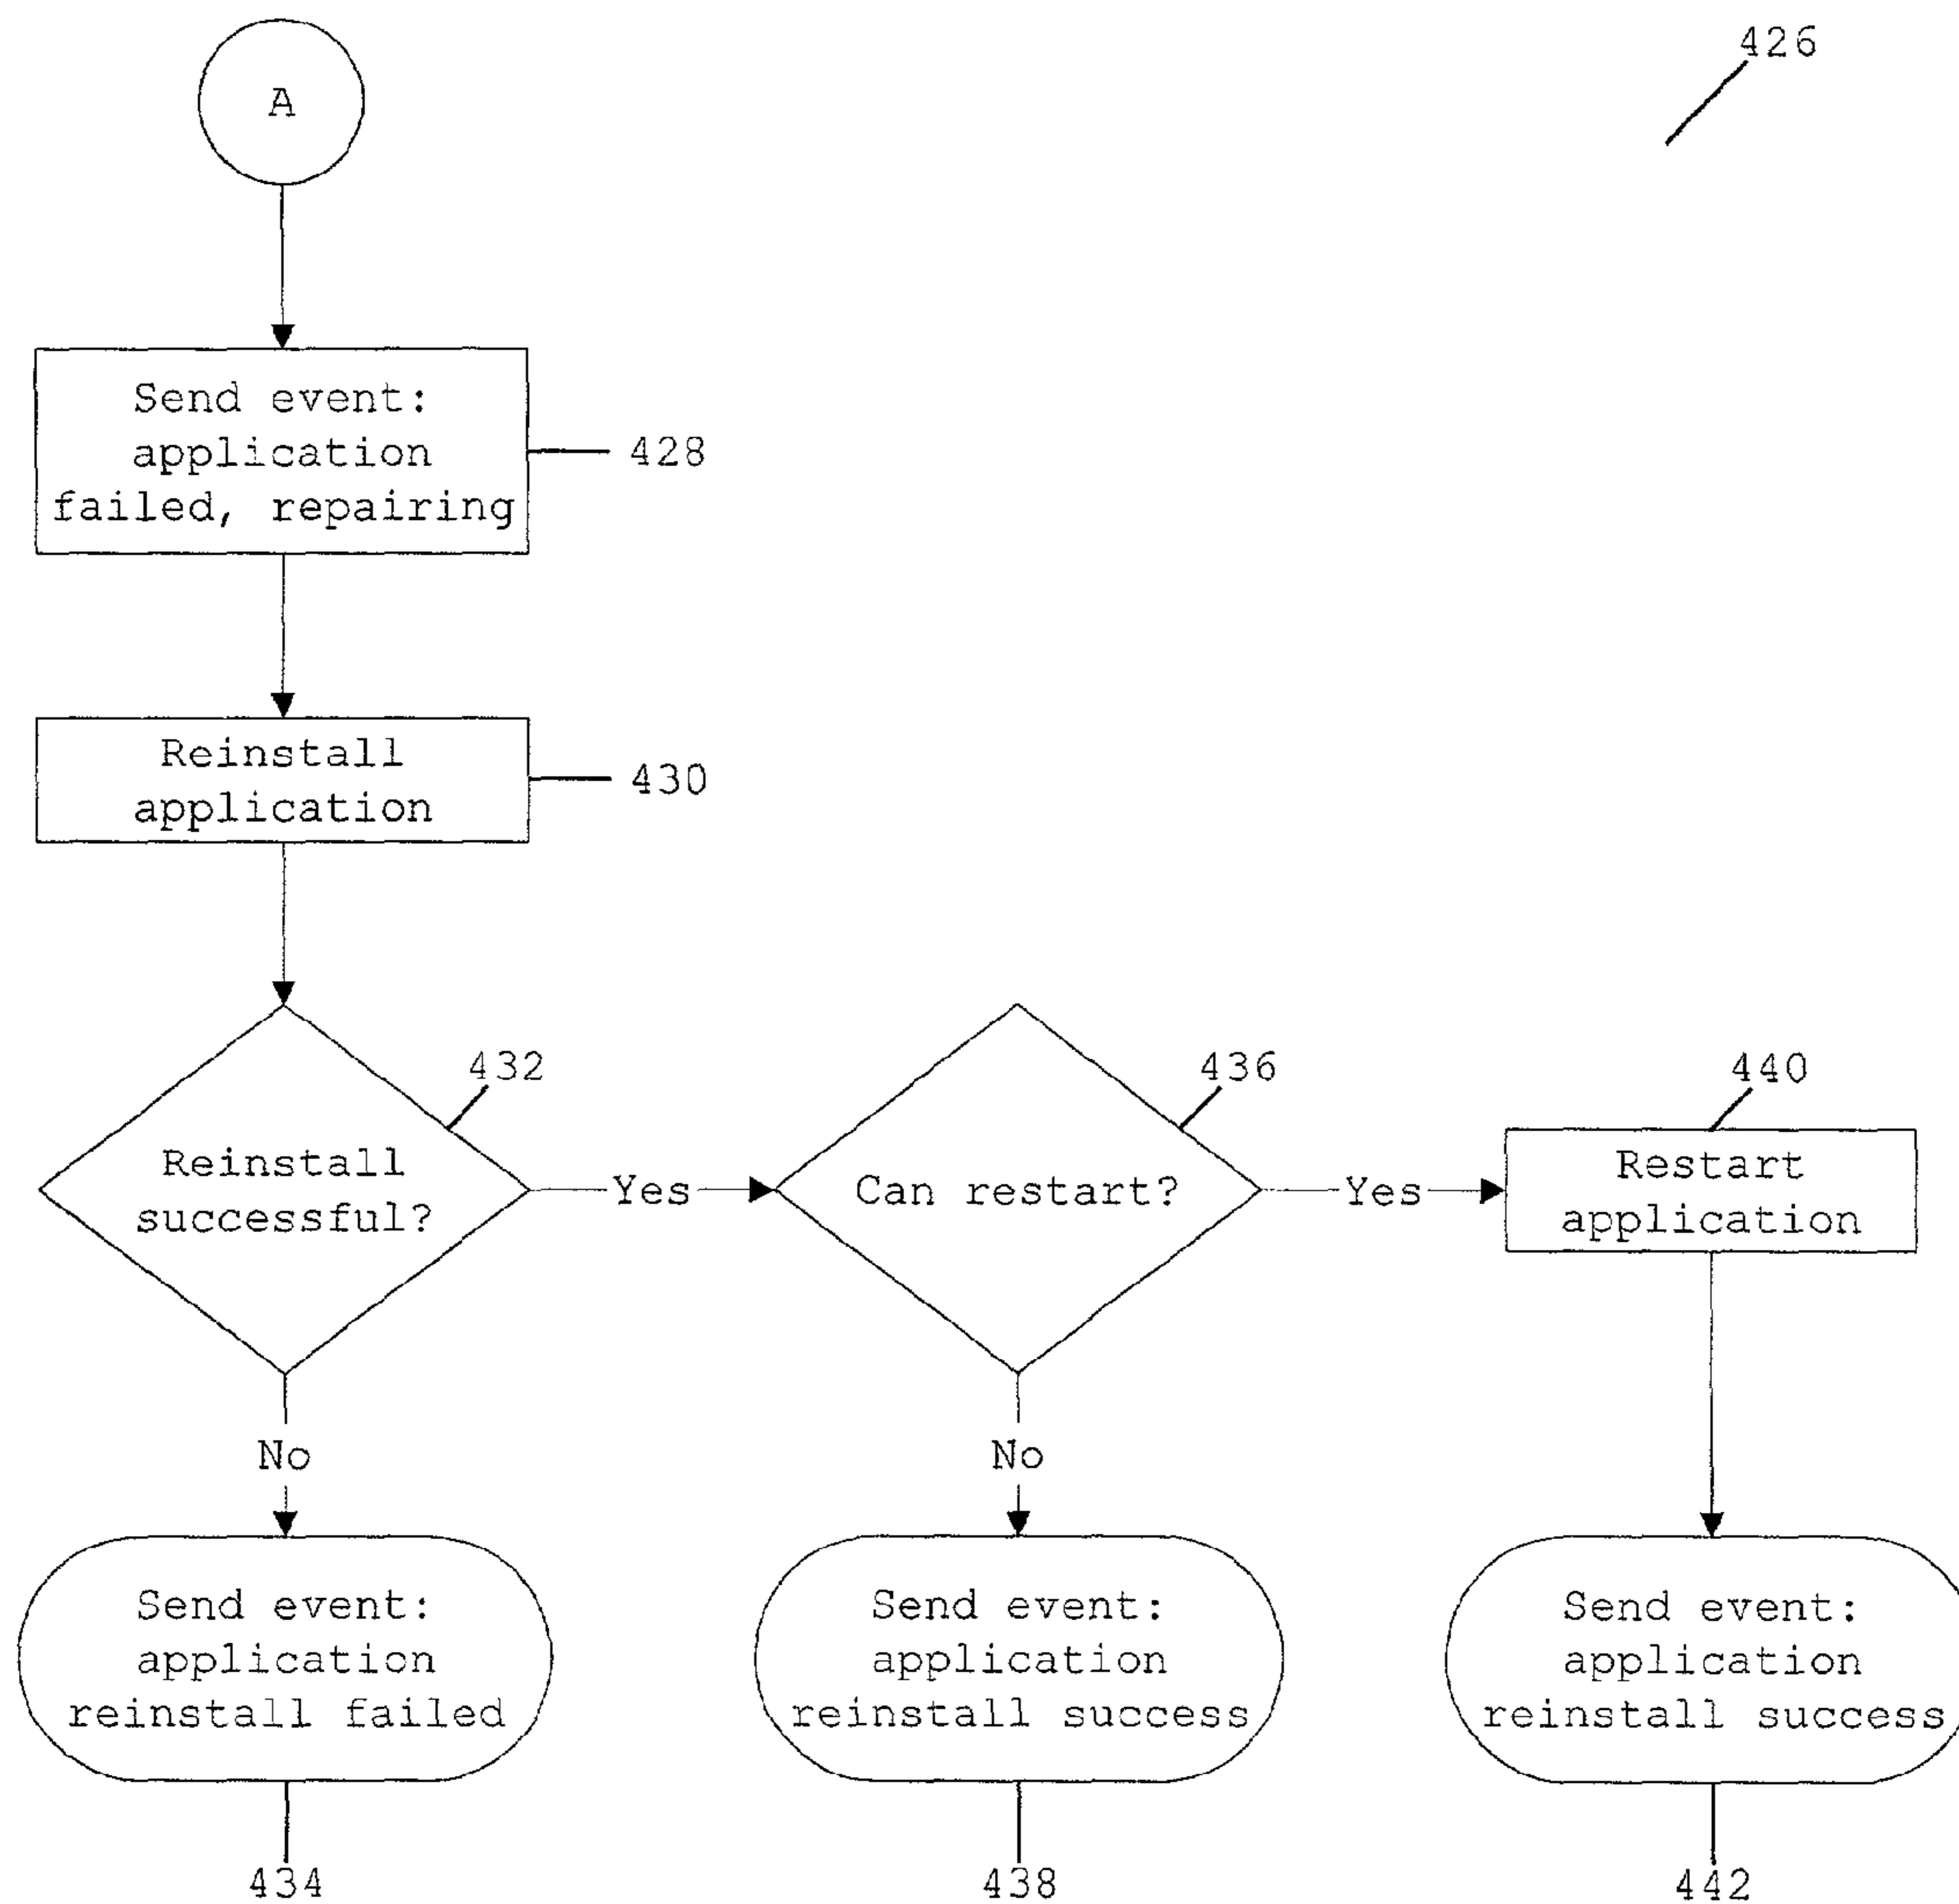 A
426
Send event:
application
failed, repairing
428
Reinstall
application
430
432
Reinstall
successful?
Yes
436
Can restart?
Yes
440
Restart
application
No
No
Send event:
application
reinstall failed
Send event:
application
reinstall success
Send event:
application
reinstall success
434
438
442